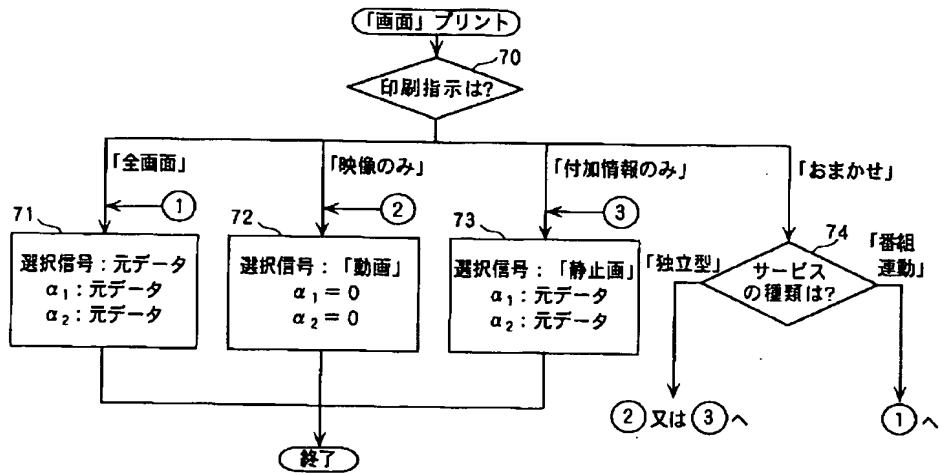 「画面」プリント
70
印刷指示は?
「全画面」
「映像のみ」
「付加情報のみ」
「おまかせ」
1
2
3
71
選択信号:元データ
α1:元データ
α2:元データ
72
選択信号:「動画」
α1=0
α2=0
73
選択信号:「静止画」
α1:元データ
α2:元データ
74
「独立型」
サービス
の種類は?
「番組
連動」
2又は3へ
1へ
終了